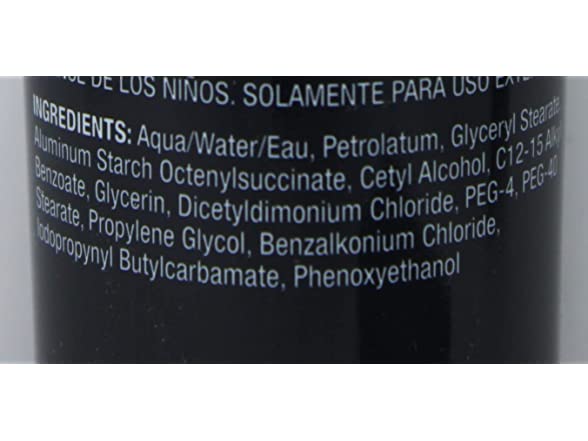 DE LOS NIÑOS. SOLAMENTE PARA USO
INGREDIENTS: Aqua/Water/Eau, Petrolatum, Glyceryl Stearate,
Aluminum Starch Octenylsuccinate, Cetyl Alcohol, C12-15
Benzoate, Glycerin, Dicetyldimonium Chloride, PEG-4, PEG-40
Stearate, Propylene Glycol, Benzalkonium Chloride,
Iodopropynyl Butylcarbamate, Phenoxyethanol